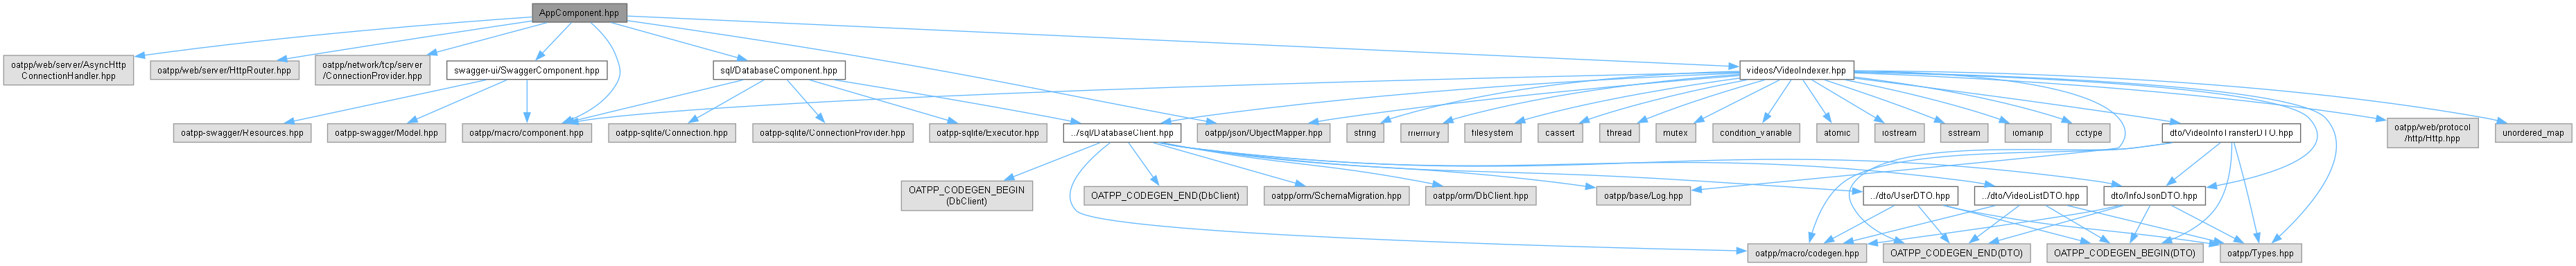 AppComponent.hpp
oatpp/web/server/AsyncHttp
ConnectionHandler.hpp
oatpp/web/server/HttpRouter.hpp
oatpp/network/tcp/server
/ConnectionProvider.hpp
swagger-ui/SwaggerComponent.hpp
sql/DatabaseComponent.hpp
videos/VideoIndexer.hpp
oatpp-swagger/Resources.hpp
oatpp-swagger/Model.hpp
oatpp/macro/component.hpp
oatpp-sqlite/Connection.hpp
oatpp-sqlite/ConnectionProvider.hpp
oatpp-sqlite/Executor.hpp
../sql/DatabaseClient.hpp
oatpp/json/ObjectMapper.hpp
string
memory
filesystem
cassert
thread
mutex
condition_variable
atomic
iostream
sstream
iomanip
cctype
dto/VideoInfoTransferDTO.hpp
oatpp/web/protocol
/http/Http.hpp
unordered_map
OATPP_CODEGEN_BEGIN
(DbClient)
OATPP_CODEGEN_END(DbClient)
oatpp/orm/SchemaMigration.hpp
oatpp/orm/DbClient.hpp
oatpp/base/Log.hpp
../dto/UserDTO.hpp
../dto/VideoListDTO.hpp
dto/InfoJsonDTO.hpp
oatpp/macro/codegen.hpp
OATPP_CODEGEN_END(DTO)
OATPP_CODEGEN_BEGIN(DTO)
oatpp/Types.hpp